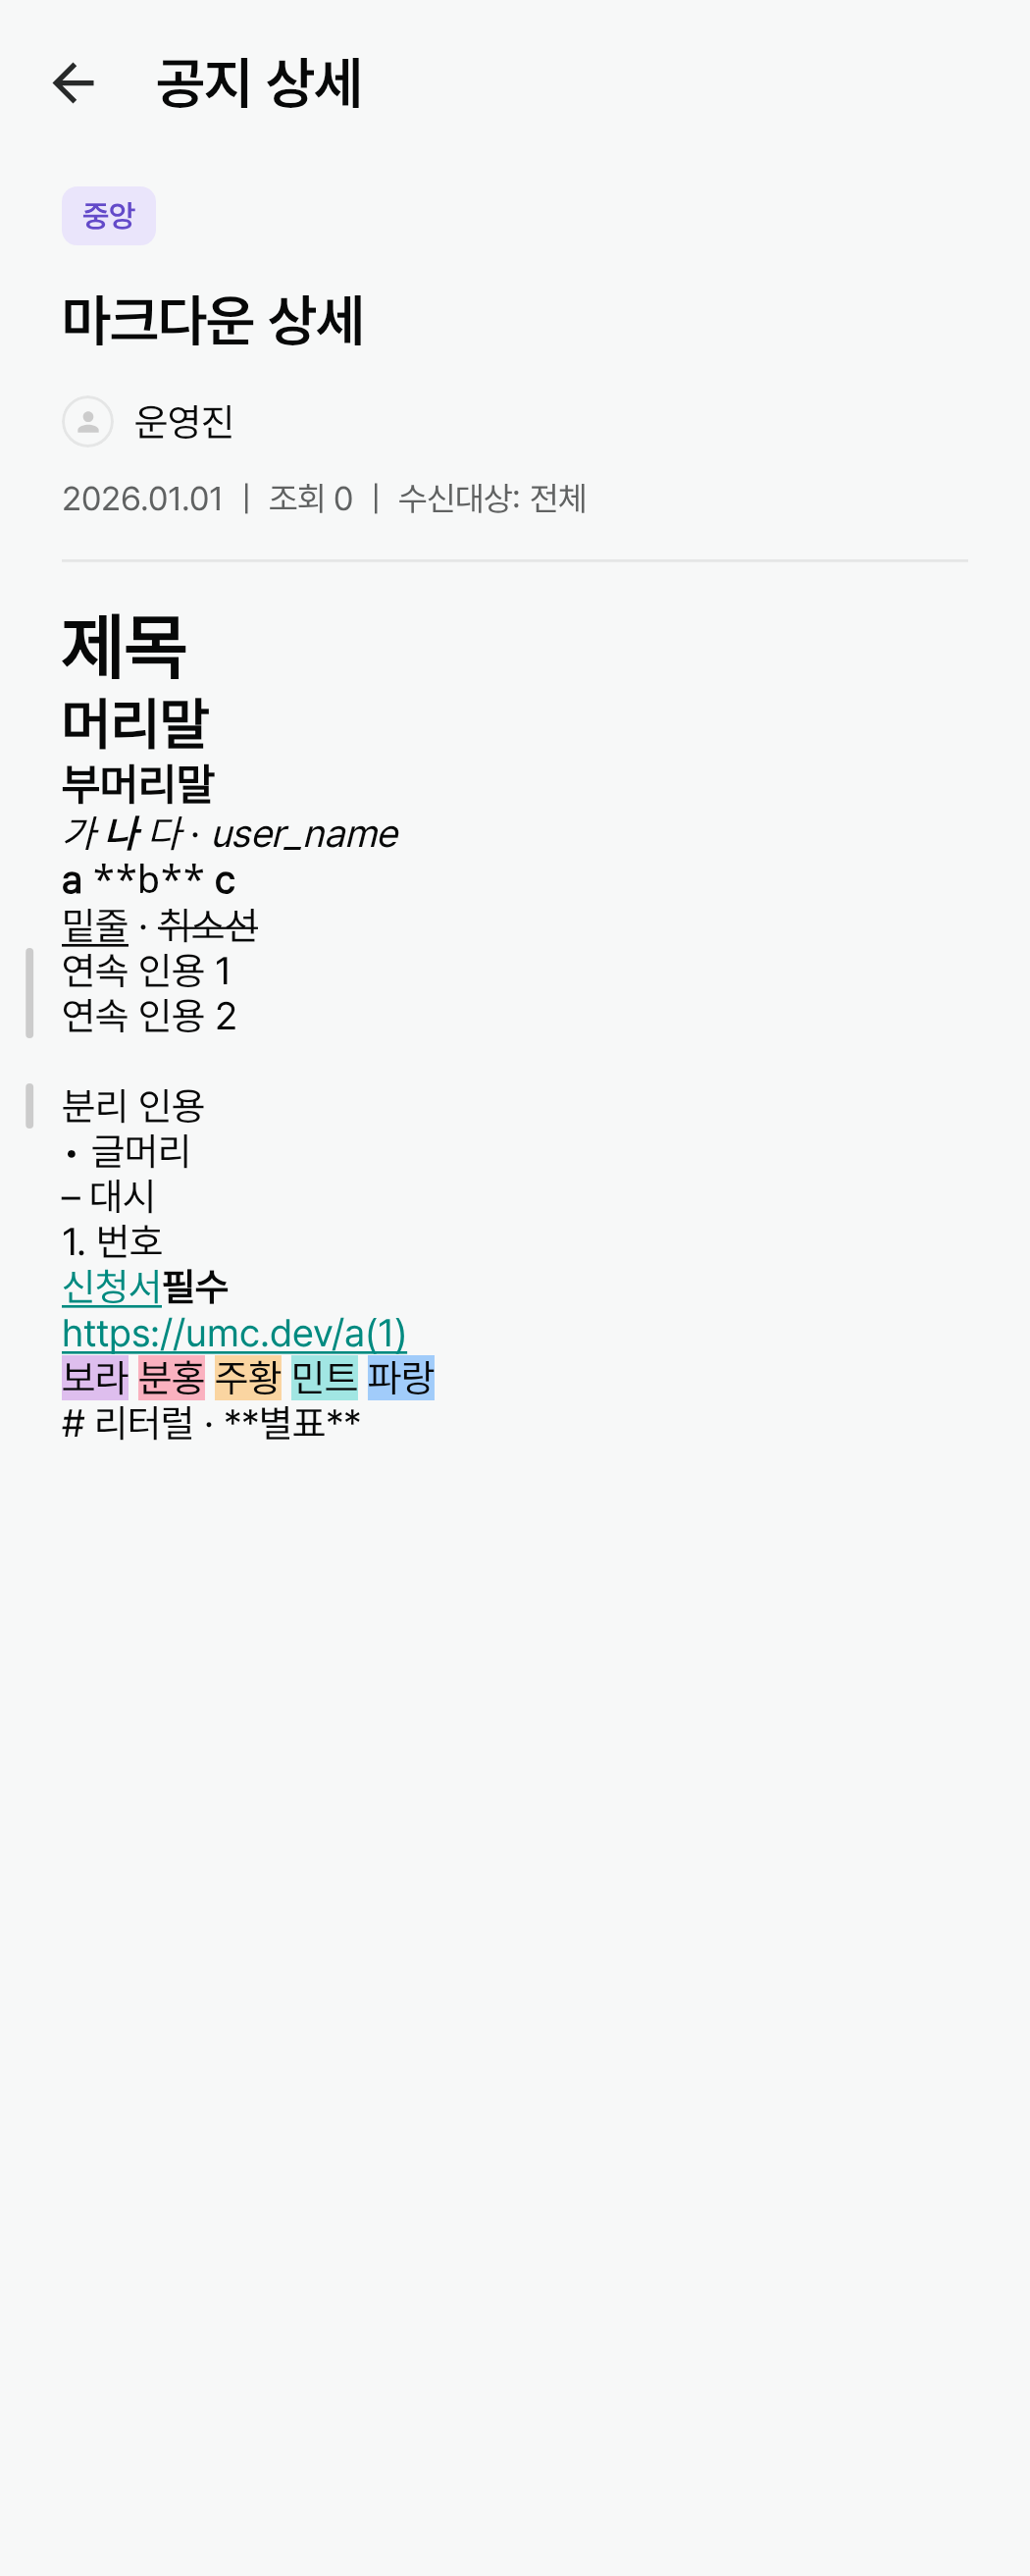 공지 상세
중앙
마크다운 상세
운영진
2026.01.01 | 조회 0 | 수신대상: 전체
제목
머리말
부머리말
가 나 다 · user_name
a **b** c
밑줄 · 취소선
연속 인용 1
연속 인용 2
분리 인용
• 글머리
– 대시
1. 번호
신청서필수
https://umc.dev/a(1)
보라 분홍 주황 민트 파랑
# 리터럴 · **별표**